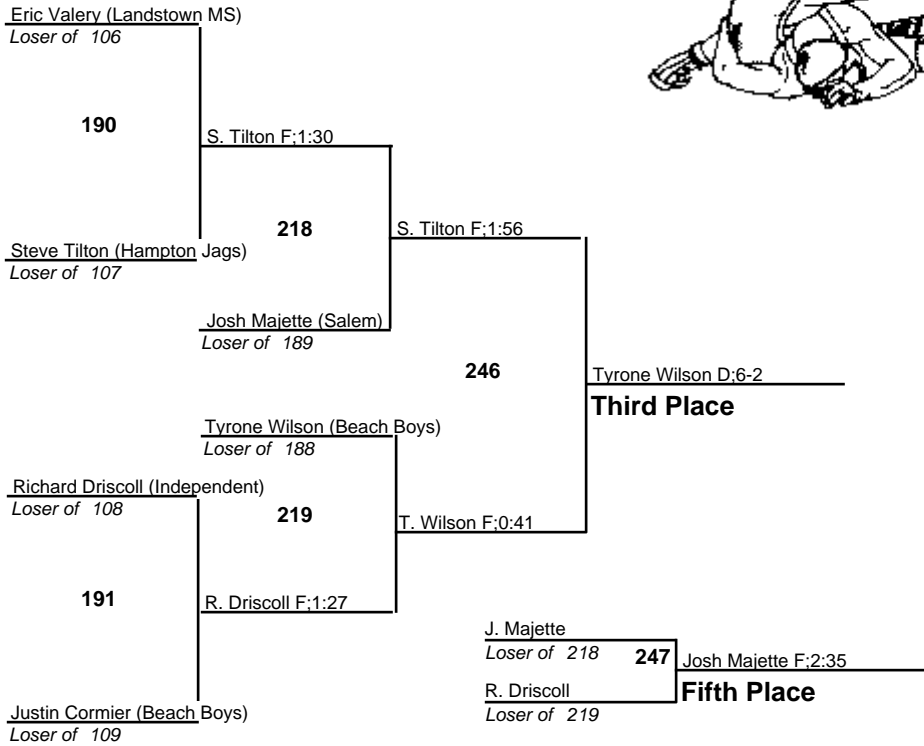 Eric Valery (Landstown MS)
Loser of 106
190
S. Tilton F;1:30
218
S. Tilton F;1:56
Steve Tilton (Hampton Jags)
Loser of 107
Josh Majette (Salem)
Loser of 189
246
Tyrone Wilson D;6-2
Third Place
Tyrone Wilson (Beach Boys)
Loser of 188
Richard Driscoll (Independent)
Loser of 108
219
T. Wilson F;0:41
191
R. Driscoll F;1:27
J. Majette
Loser of 218
247
Josh Majette F;2:35
Fifth Place
R. Driscoll
Loser of 219
Justin Cormier (Beach Boys)
Loser of 109